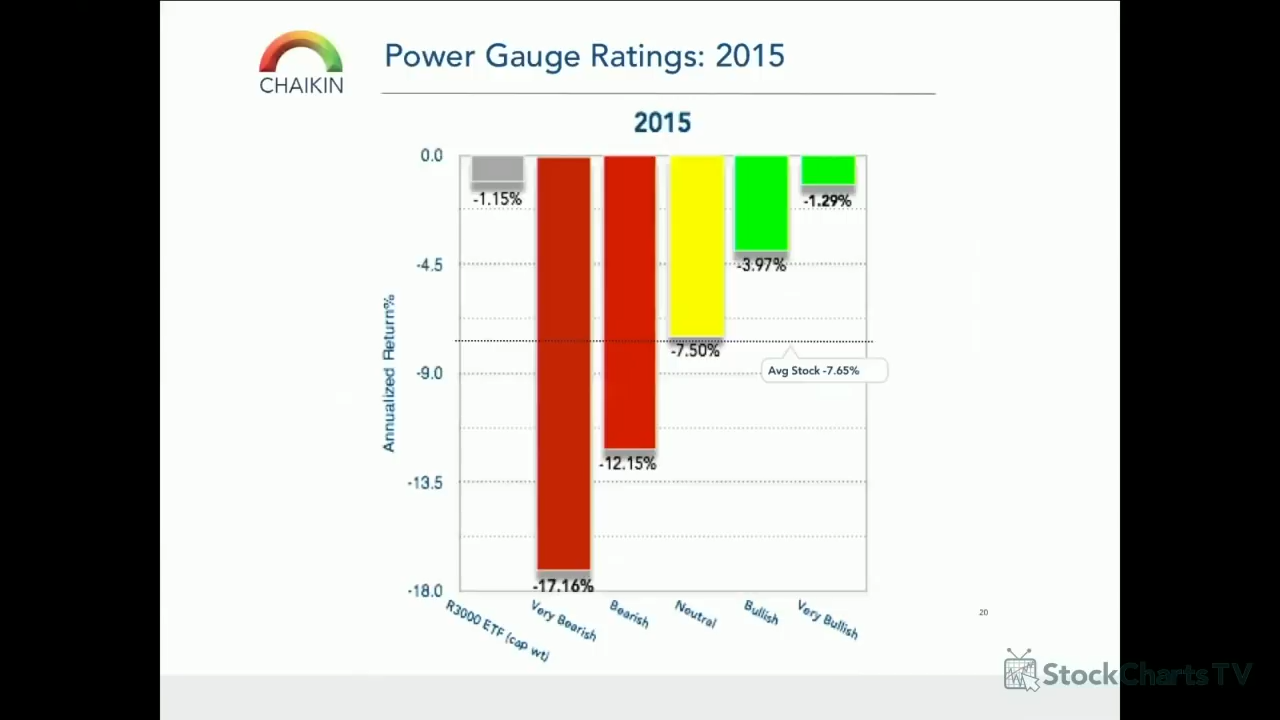 CHAIKIN
Power Gauge Ratings: 2015
2015
0.0
-4.5
-9.0
-13.5
-18.0
Annualized Return%
-1.15%
-17.16%
-12.15%
-7.50%
-3.97%
-1.29%
Avg Stock -7.65%
R3000 ETF (cap wt)
Very Bearish
Bearish
Neutral
Bullish
Very Bullish
20
StockChartsTV